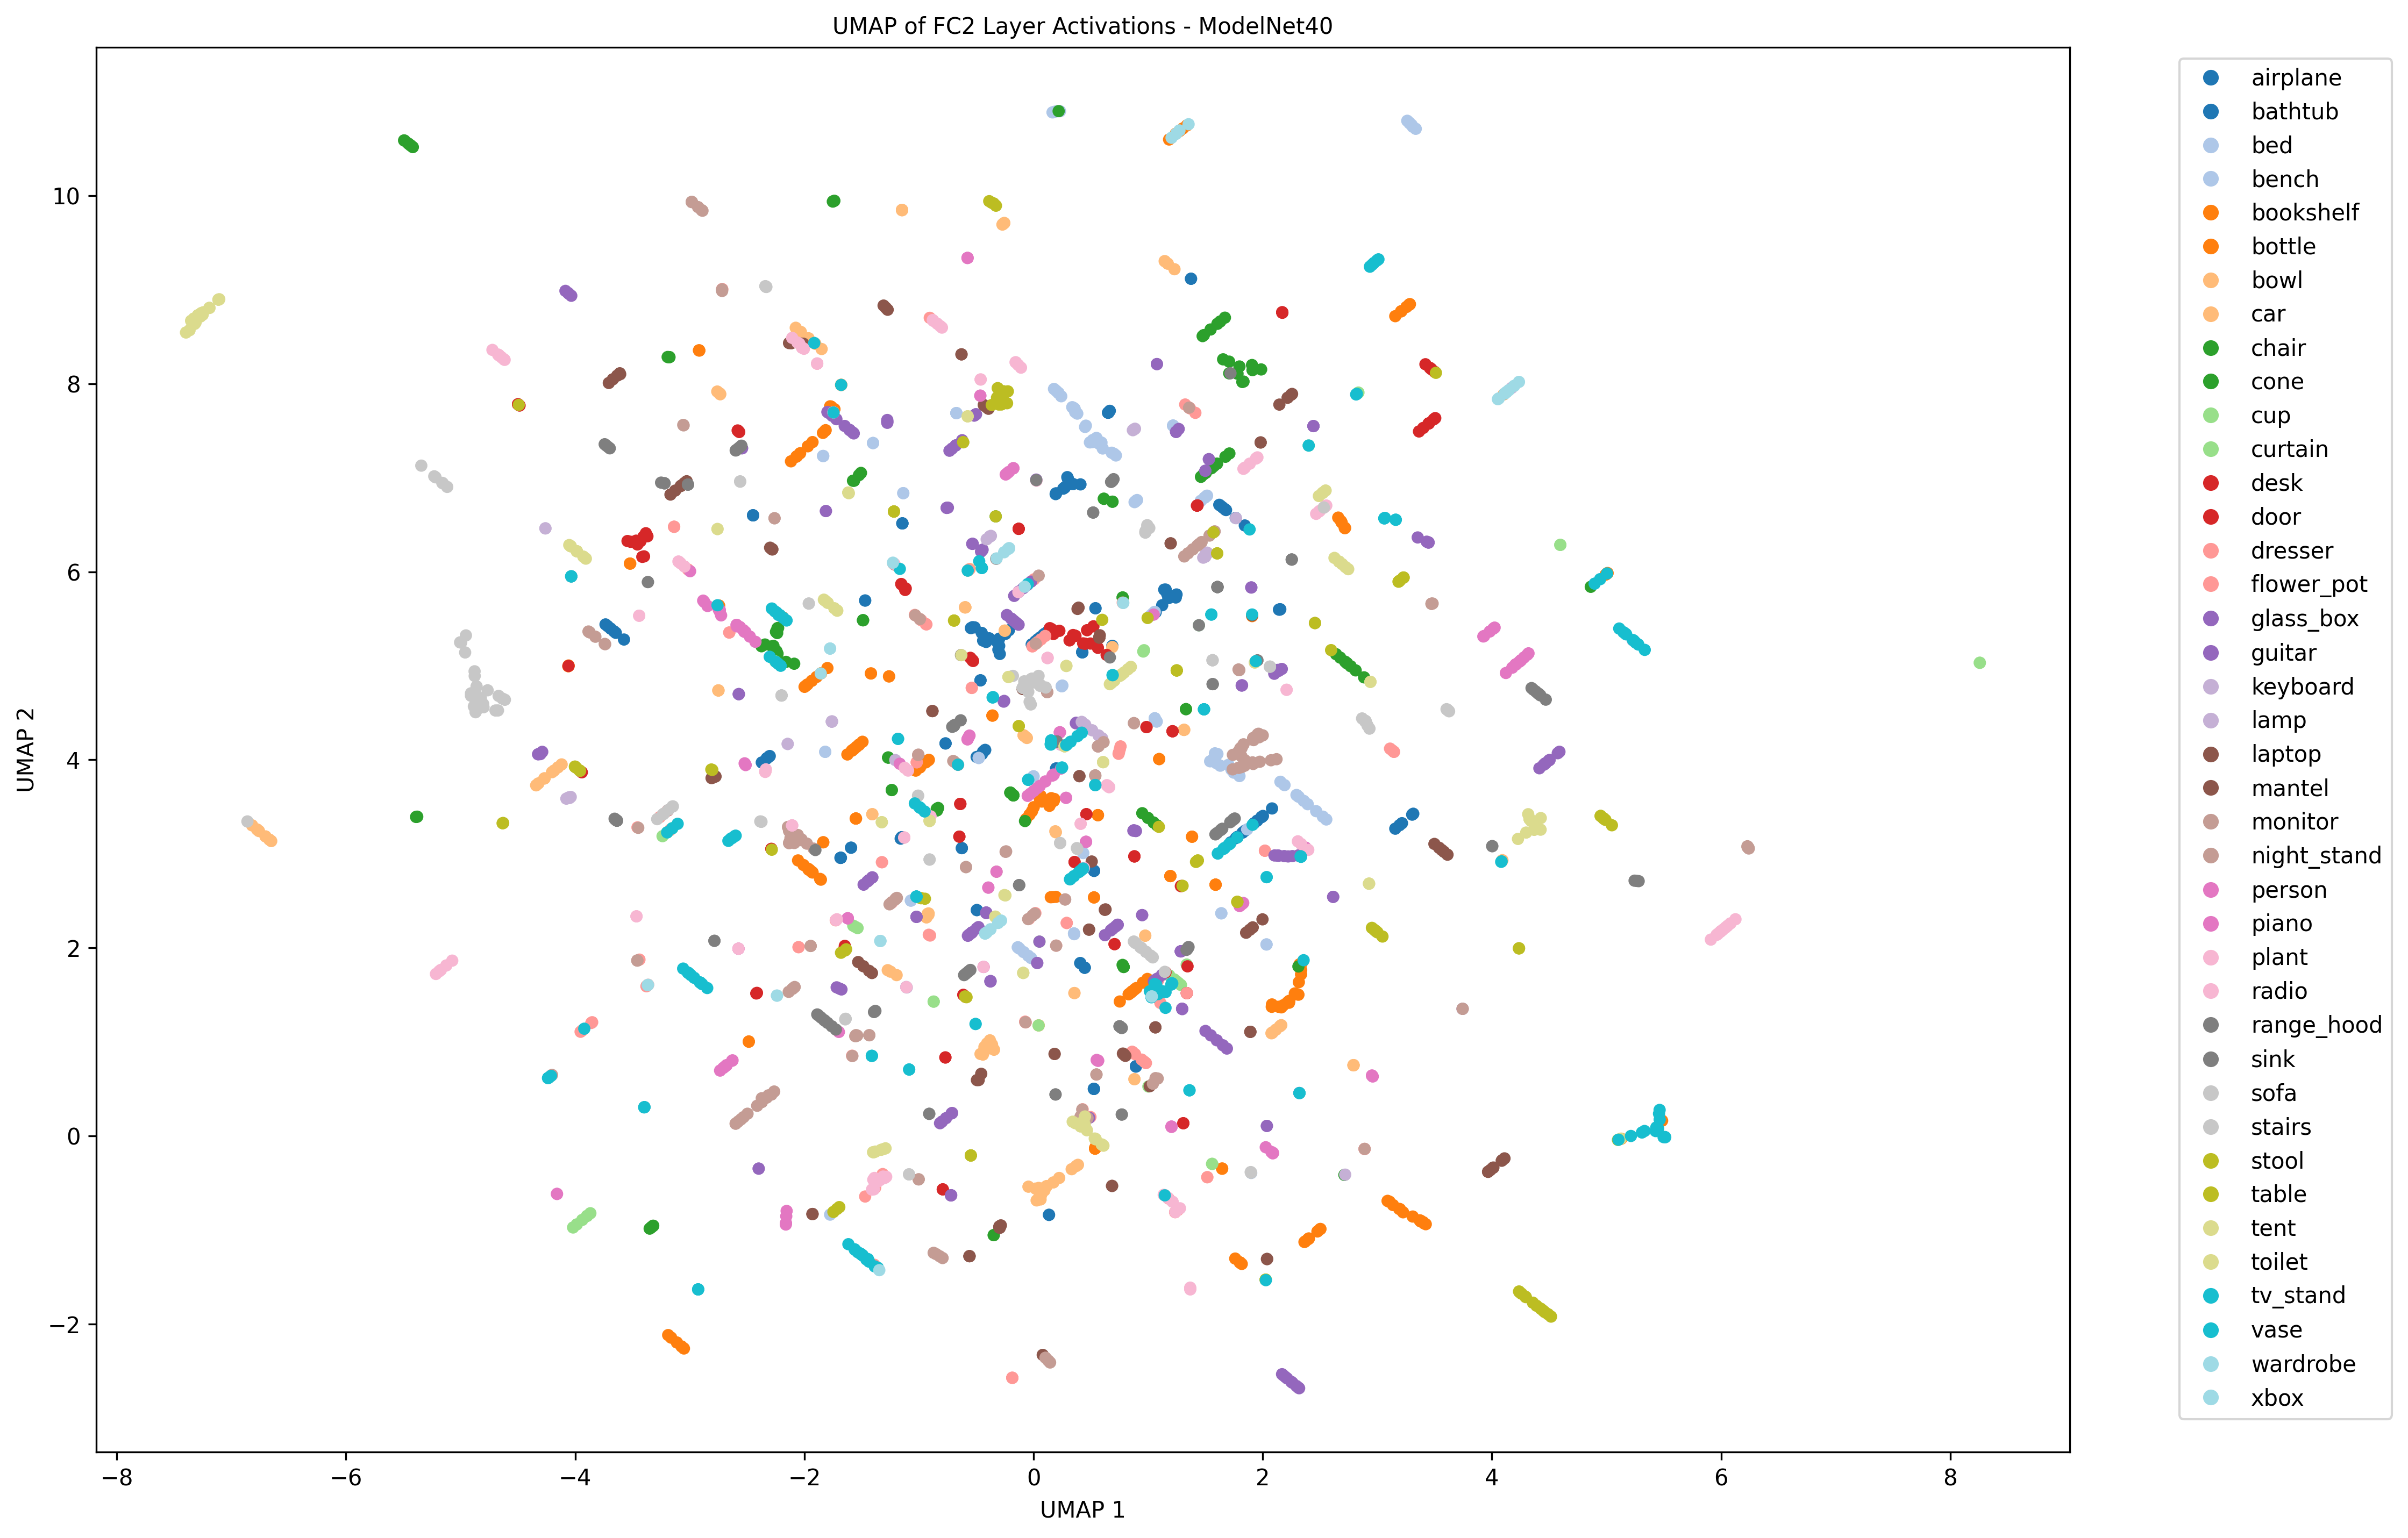 UMAP of FC2 Layer Activations - ModelNet40
airplane
bathtub
bed
bench
bookshelf
bottle
bowl
car
chair
cone
cup
curtain
desk
door
dresser
flower_pot
glass_box
guitar
keyboard
lamp
laptop
mantel
monitor
night_stand
person
piano
plant
radio
range_hood
sink
sofa
stairs
stool
table
tent
toilet
tv_stand
vase
wardrobe
xbox
UMAP 2
10
8
6
4
2
0
−2
−8
−6
−4
−2
0
2
4
6
8
UMAP 1